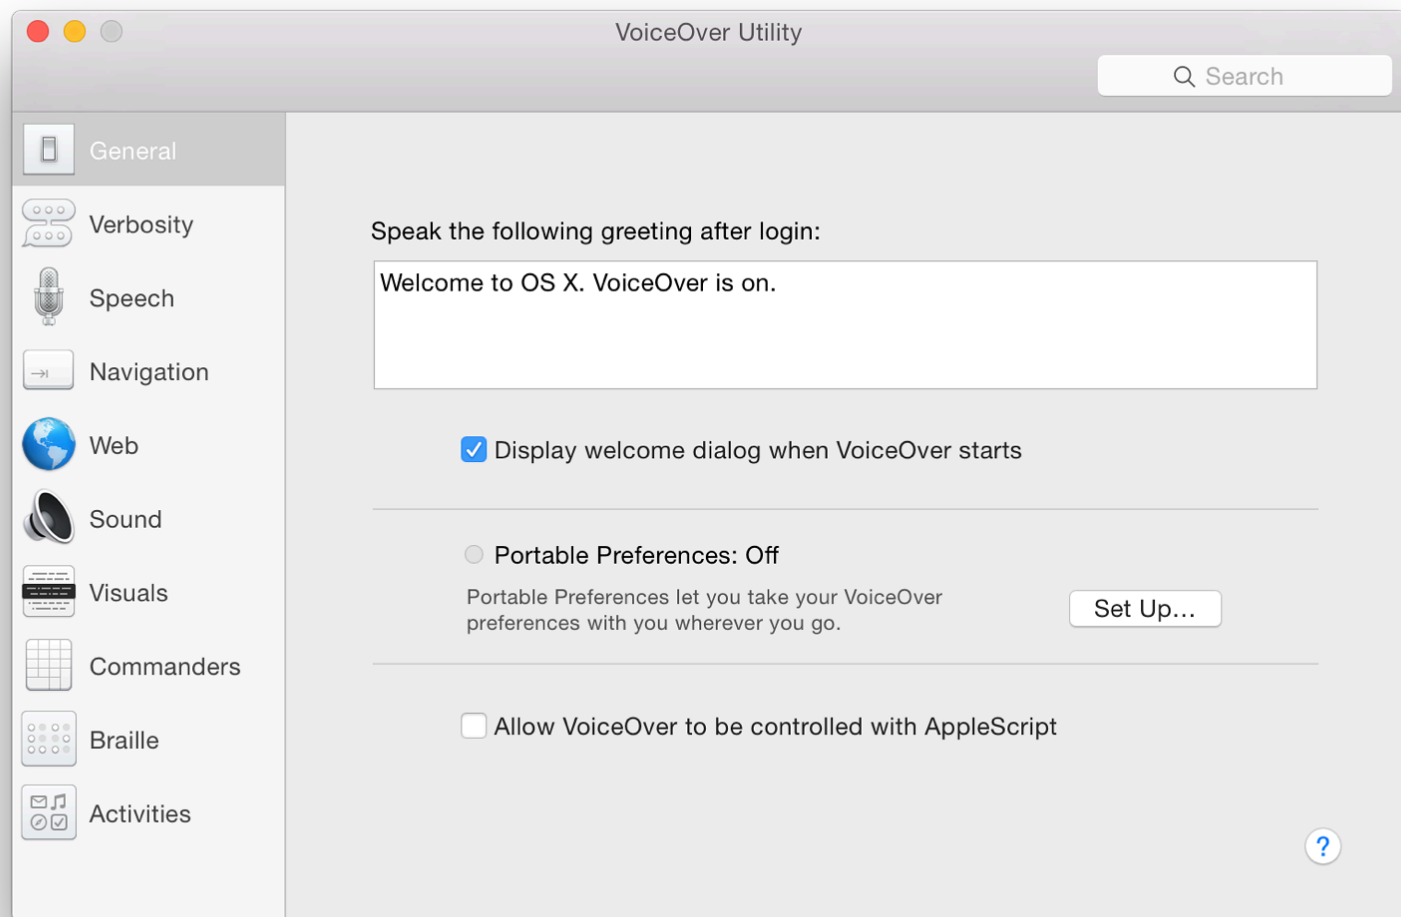 VoiceOver Utility
Search
General
Verbosity
Speech
Navigation
Web
Sound
Visuals
Commanders
Braille
Activities
Speak the following greeting after login:
Welcome to OS X. VoiceOver is on.
Display welcome dialog when VoiceOver starts
Portable Preferences: Off
Portable Preferences let you take your VoiceOver
preferences with you wherever you go.
Set Up...
Allow VoiceOver to be controlled with AppleScript
?